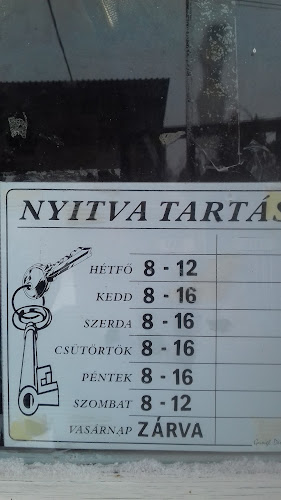 NYITVA TARTÁS
HÉTFŐ 8 - 12
KEDD 8 - 16
SZERDA 8 - 16
CSÜTÖRTÖK 8 - 16
PÉNTEK 8 - 16
SZOMBAT 8 - 12
VASÁRNAP ZÁRVA